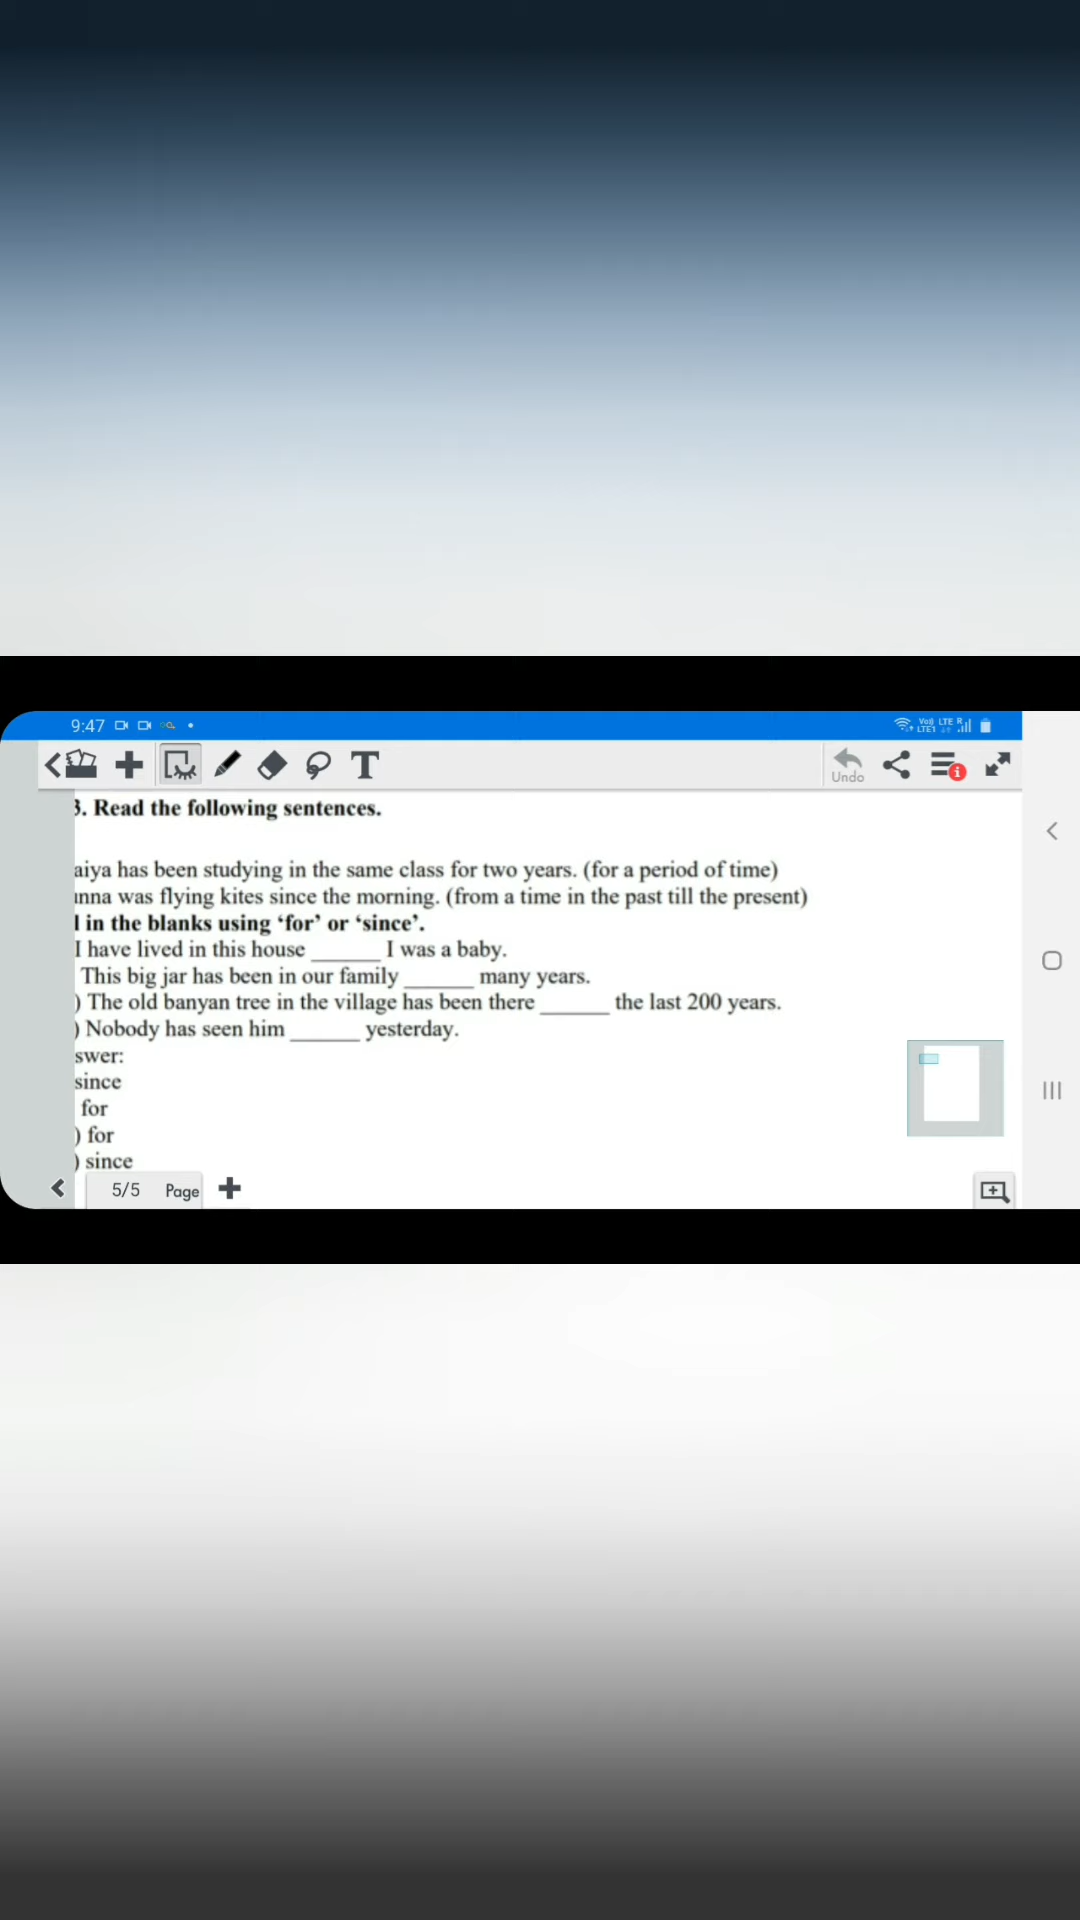 9:47
Vo8 LTE R
LTE1
Undo
3. Read the following sentences.
aiya has been studying in the same class for two years. (for a period of time)
nna was flying kites since the morning. (from a time in the past till the present)
l in the blanks using ‘for’ or ‘since’.
I have lived in this house ______ I was a baby.
This big jar has been in our family ______ many years.
) The old banyan tree in the village has been there ______ the last 200 years.
) Nobody has seen him ______ yesterday.
swer:
since
for
) for
) since
5/5 Page